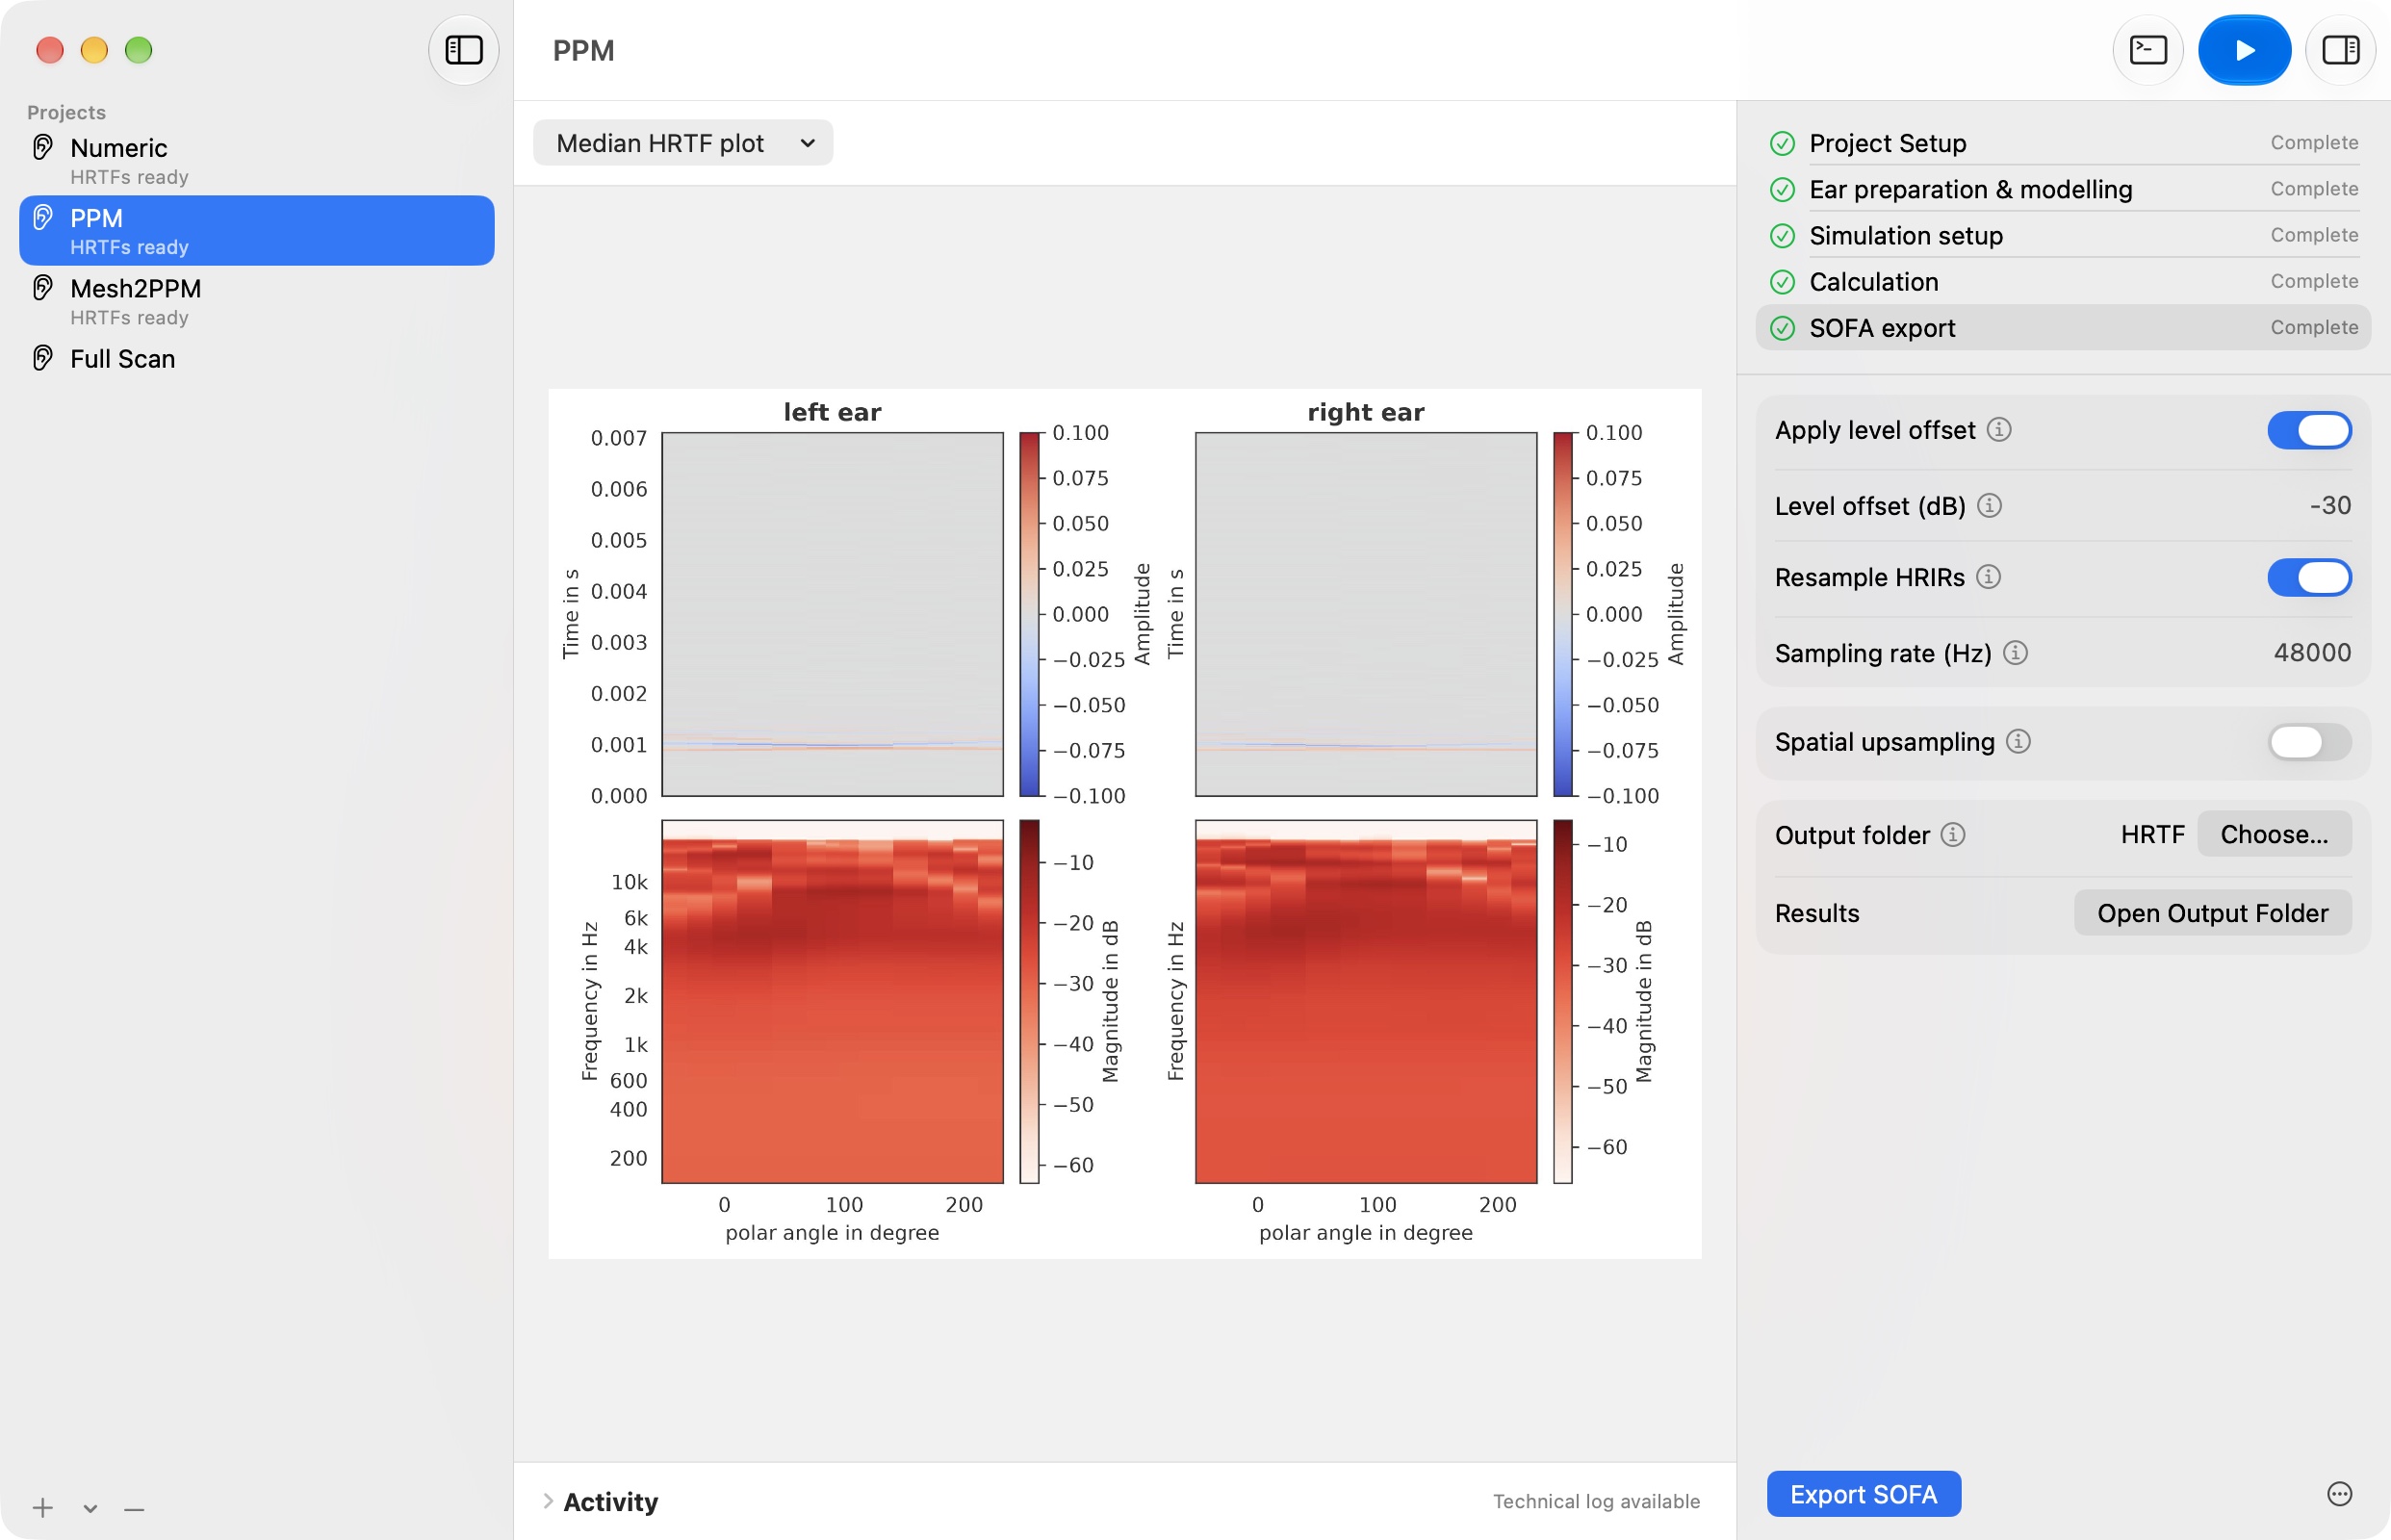 PPM
Projects
Numeric
HRTFs ready
PPM
HRTFs ready
Mesh2PPM
HRTFs ready
Full Scan
Median HRTF plot
left ear
right ear
0.007
0.006
0.005
0.004
0.003
0.002
0.001
0.000
Time in s
0.100
0.075
0.050
0.025
0.000
−0.025
−0.050
−0.075
−0.100
Amplitude
Time in s
0.100
0.075
0.050
0.025
0.000
−0.025
−0.050
−0.075
−0.100
Amplitude
10k
6k
4k
2k
1k
600
400
200
Frequency in Hz
0 100 200
polar angle in degree
−10
−20
−30
−40
−50
−60
Magnitude in dB
Frequency in Hz
0 100 200
polar angle in degree
−10
−20
−30
−40
−50
−60
Magnitude in dB
Activity
Technical log available
Project Setup Complete
Ear preparation & modelling Complete
Simulation setup Complete
Calculation Complete
SOFA export Complete
Apply level offset
Level offset (dB) -30
Resample HRIRs
Sampling rate (Hz) 48000
Spatial upsampling
Output folder HRTF Choose...
Results Open Output Folder
Export SOFA